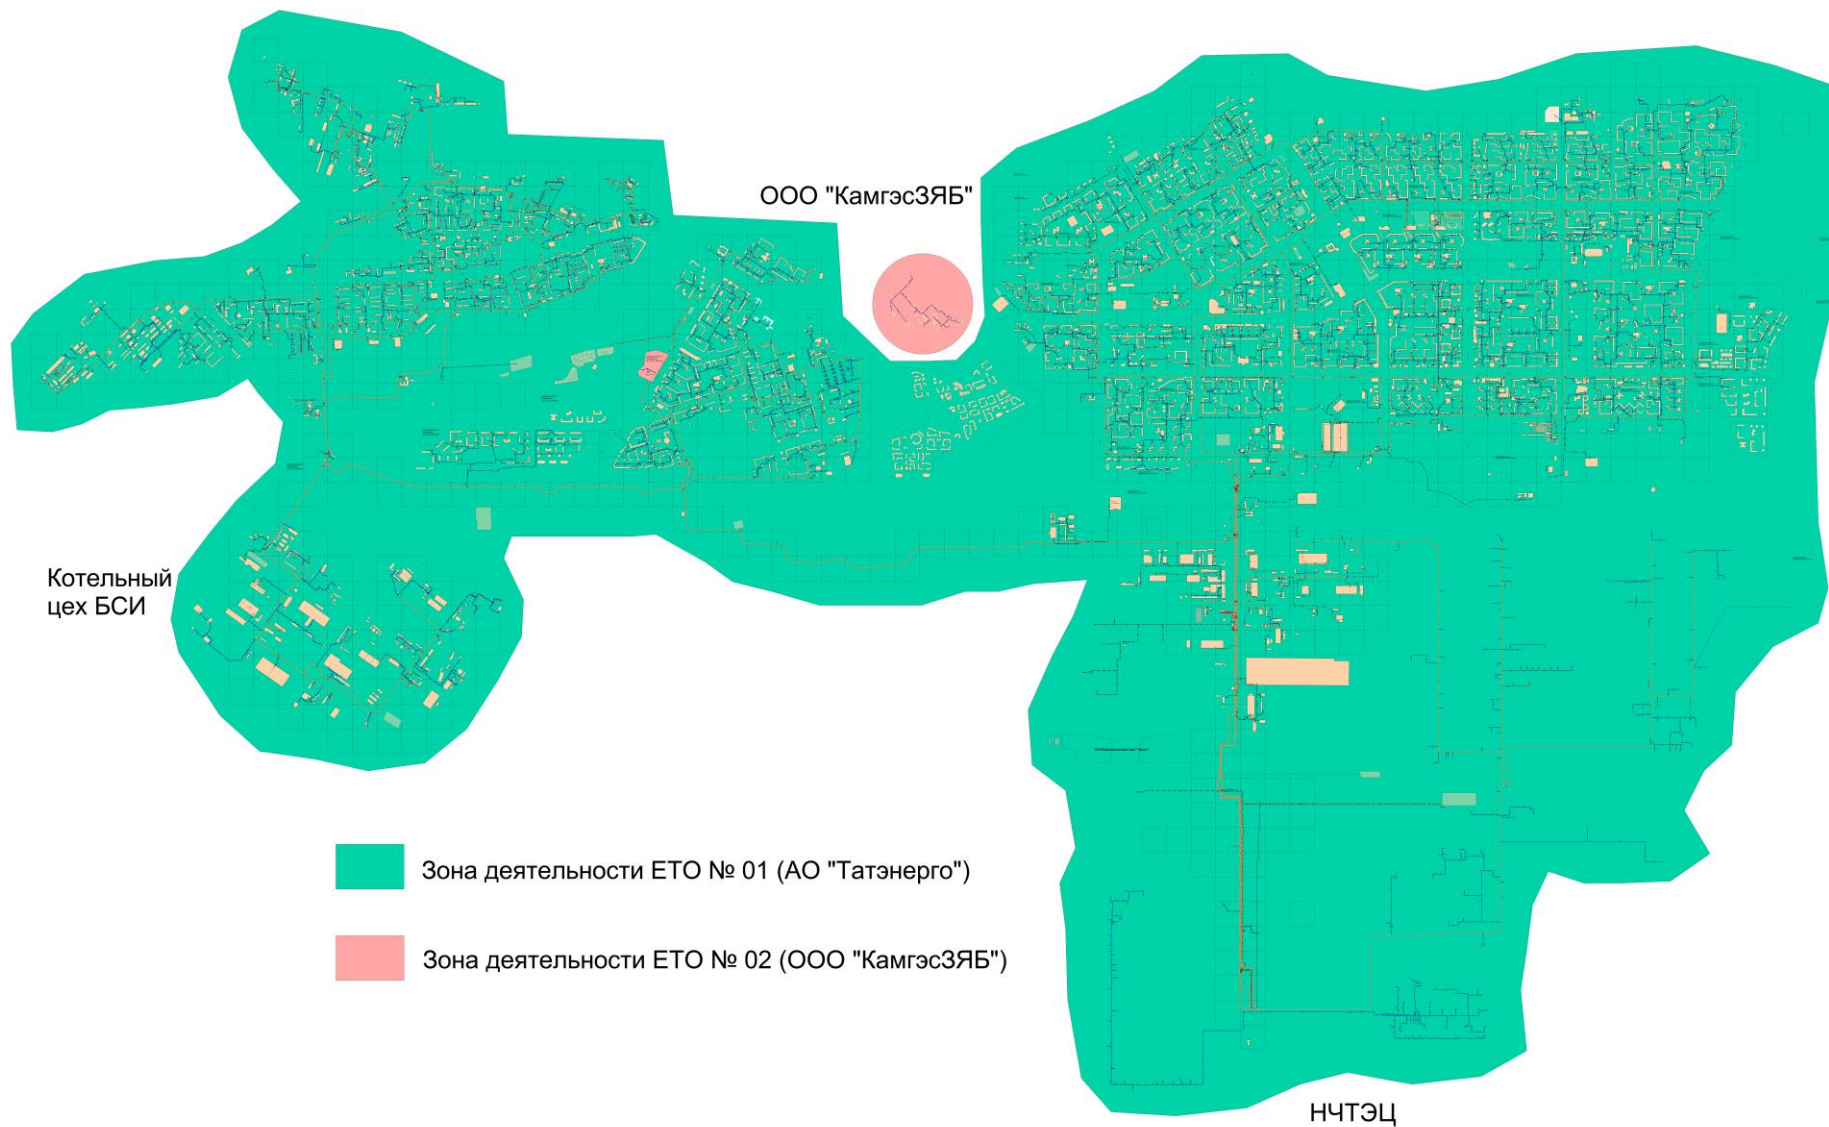 ООО "КамгэсЗЯБ"
Котельный
цех БСИ
Зона деятельности ЕТО № 01 (АО "Татэнерго")
Зона деятельности ЕТО № 02 (ООО "КамгэсЗЯБ")
НЧТЭЦ